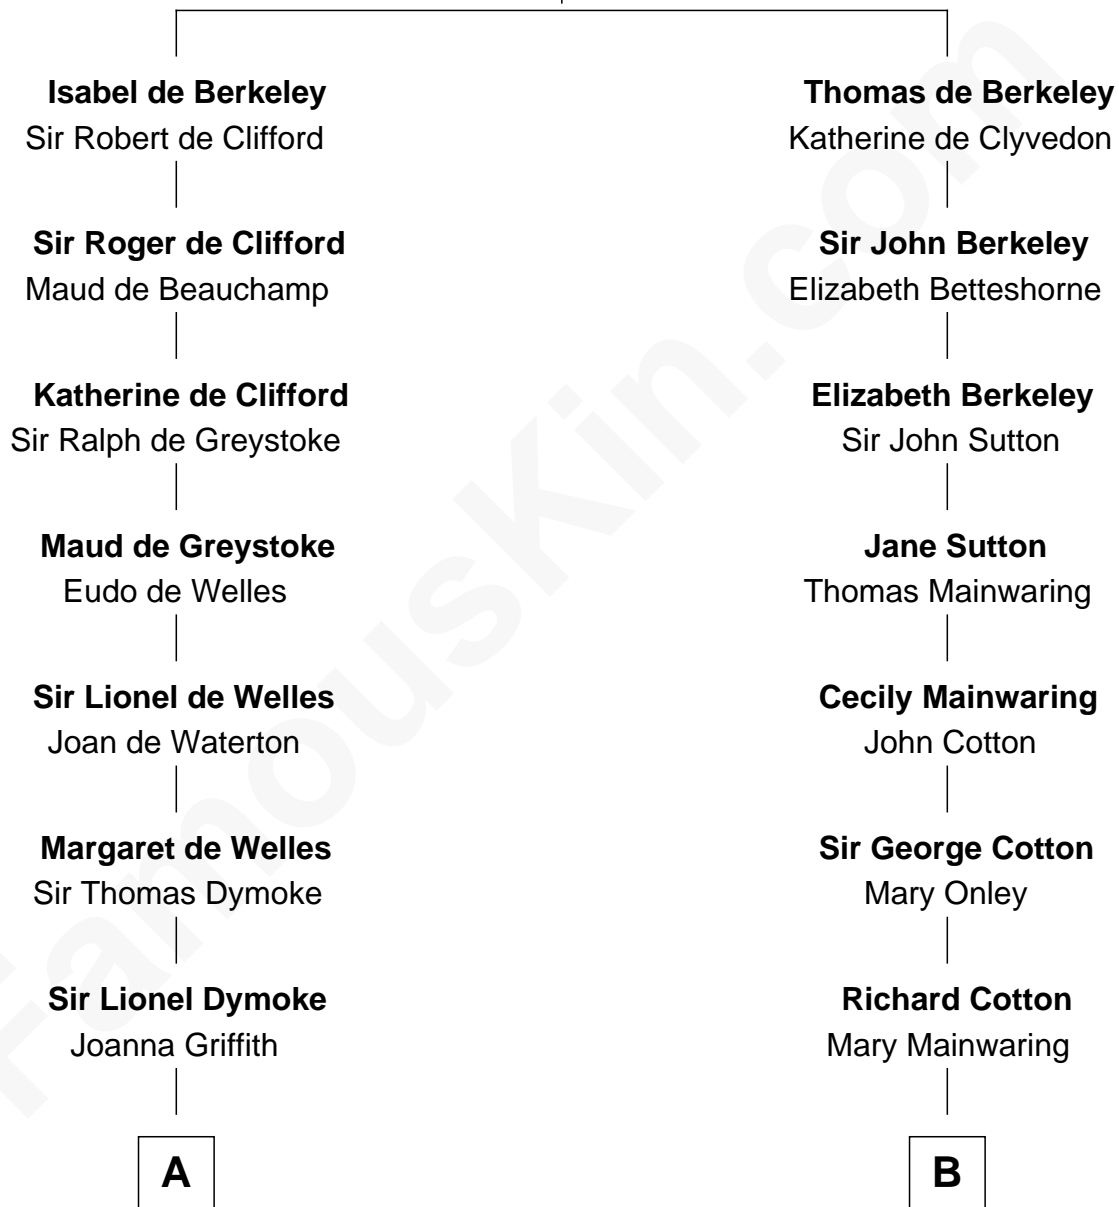 Isabel de Berkeley
Sir Robert de Clifford
Sir Roger de Clifford
Maud de Beauchamp
Katherine de Clifford
Sir Ralph de Greystoke
Maud de Greystoke
Eudo de Welles
Sir Lionel de Welles
Joan de Waterton
Margaret de Welles
Sir Thomas Dymoke
Sir Lionel Dymoke
Joanna Griffith
A
Thomas de Berkeley
Katherine de Clyvedon
Sir John Berkeley
Elizabeth Betteshorne
Elizabeth Berkeley
Sir John Sutton
Jane Sutton
Thomas Mainwaring
Cecily Mainwaring
John Cotton
Sir George Cotton
Mary Onley
Richard Cotton
Mary Mainwaring
B
FamousKin.com